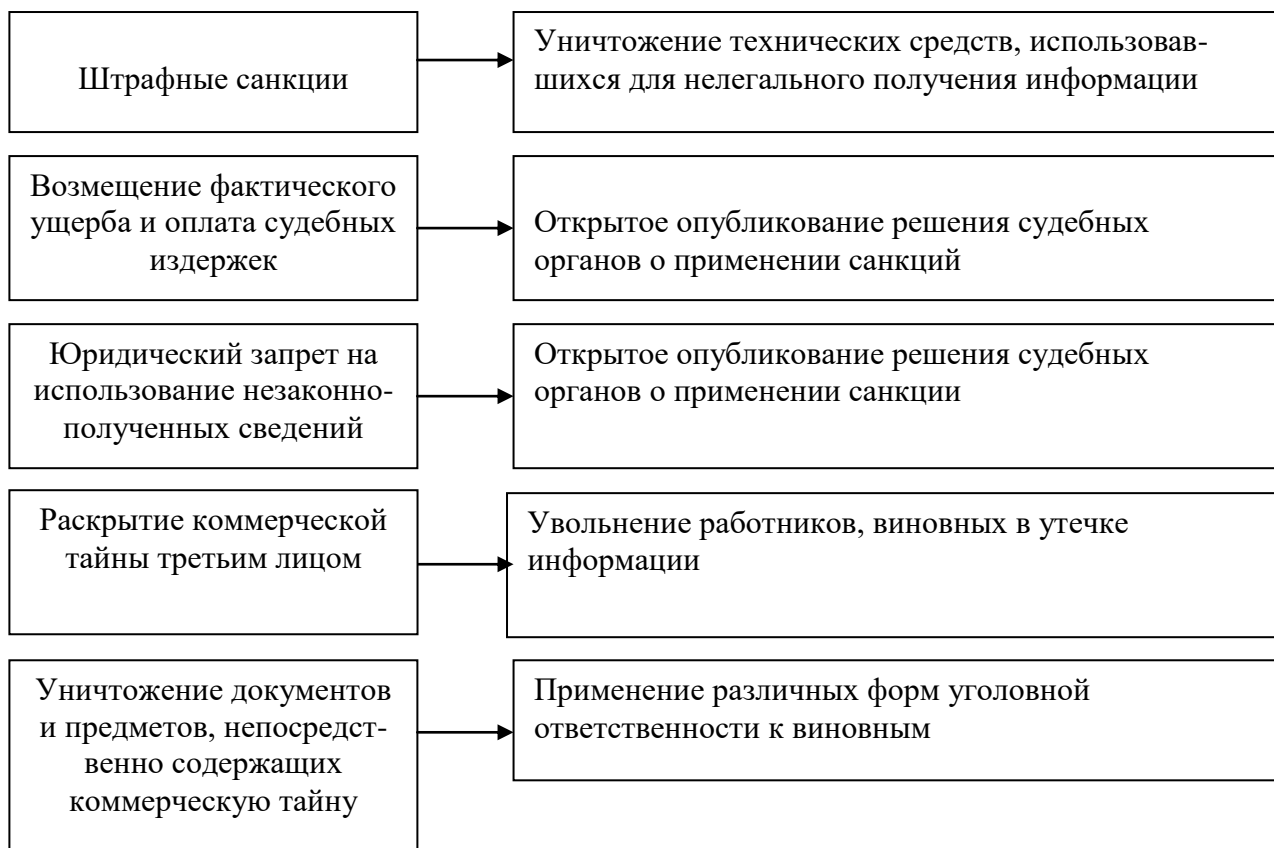 Штрафные санкции
Уничтожение технических средств, использовав-
шихся для нелегального получения информации
Возмещение фактического
ущерба и оплата судебных
издержек
Открытое опубликование решения судебных
органов о применении санкций
Юридический запрет на
использование незаконно-
полученных сведений
Открытое опубликование решения судебных
органов о применении санкции
Раскрытие коммерческой
тайны третьим лицом
Увольнение работников, виновных в утечке
информации
Уничтожение документов
и предметов, непосредст-
венно содержащих
коммерческую тайну
Применение различных форм уголовной
ответственности к виновным